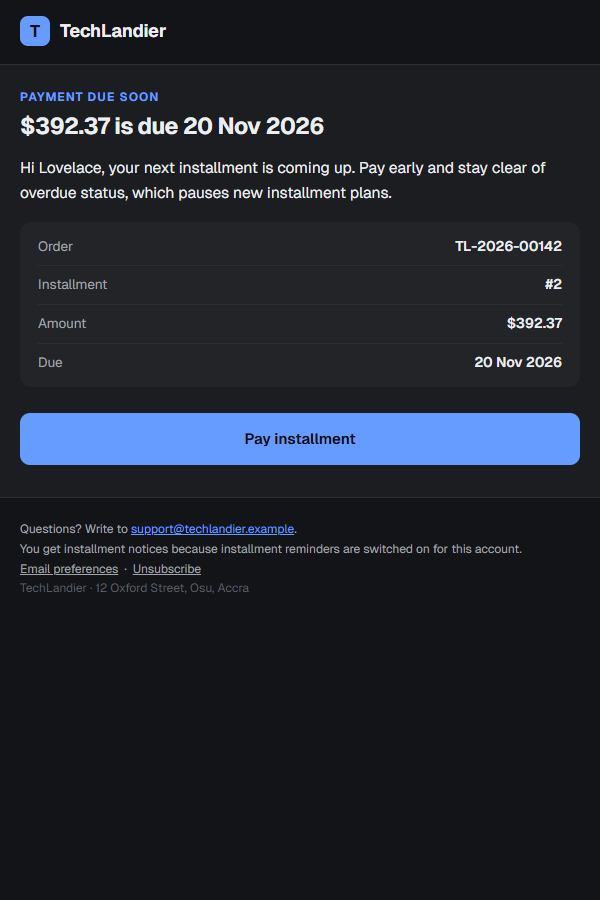 T TechLandier
PAYMENT DUE SOON
$392.37 is due 20 Nov 2026
Hi Lovelace, your next installment is coming up. Pay early and stay clear of
overdue status, which pauses new installment plans.
Order TL-2026-00142
Installment #2
Amount $392.37
Due 20 Nov 2026
Pay installment
Questions? Write to support@techlandier.example.
You get installment notices because installment reminders are switched on for this account.
Email preferences · Unsubscribe
TechLandier · 12 Oxford Street, Osu, Accra